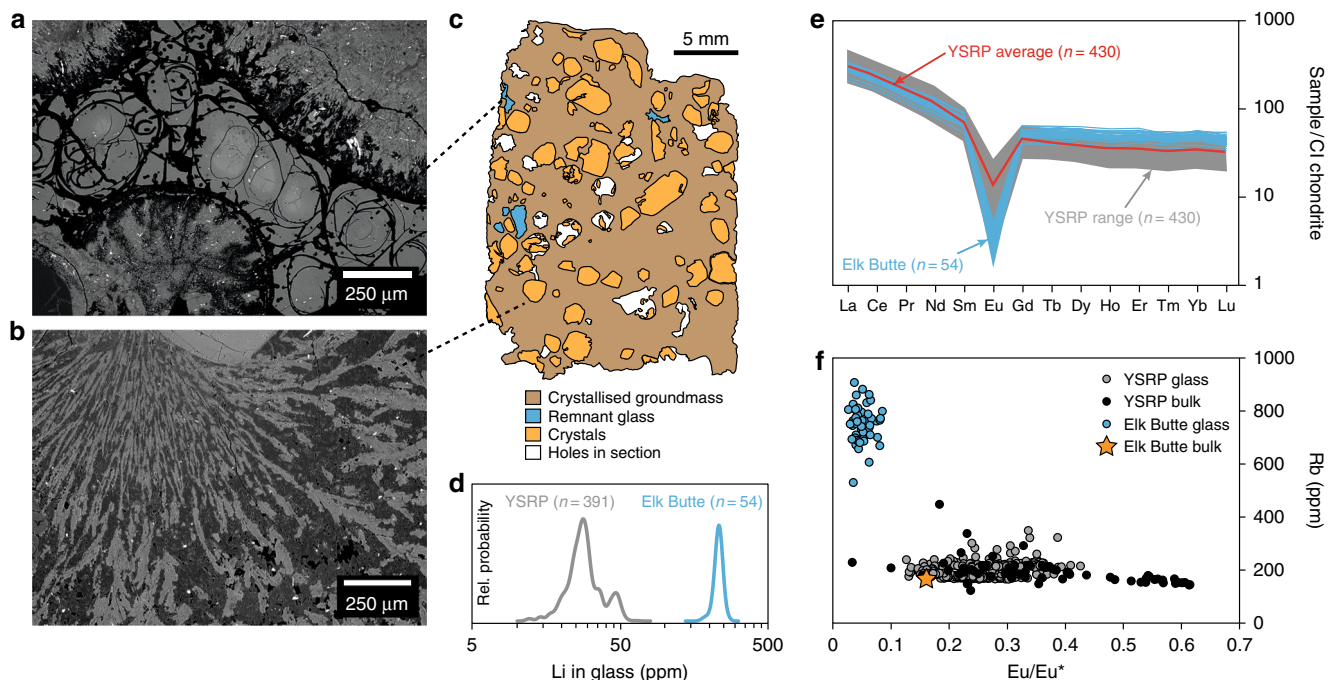 a
250 µm
b
250 µm
c
5 mm
Crystallised groundmass
Remnant glass
Crystals
Holes in section
d
YSRP (n = 391)
Elk Butte (n = 54)
Rel. probability
5
50
500
Li in glass (ppm)
e
YSRP average (n = 430)
YSRP range (n = 430)
Elk Butte (n = 54)
1000
100
10
1
Sample / CI chondrite
La Ce Pr Nd Sm Eu Gd Tb Dy Ho Er Tm Yb Lu
f
YSRP glass
YSRP bulk
Elk Butte glass
Elk Butte bulk
1000
800
600
400
200
0
Rb (ppm)
0 0.1 0.2 0.3 0.4 0.5 0.6 0.7
Eu/Eu*